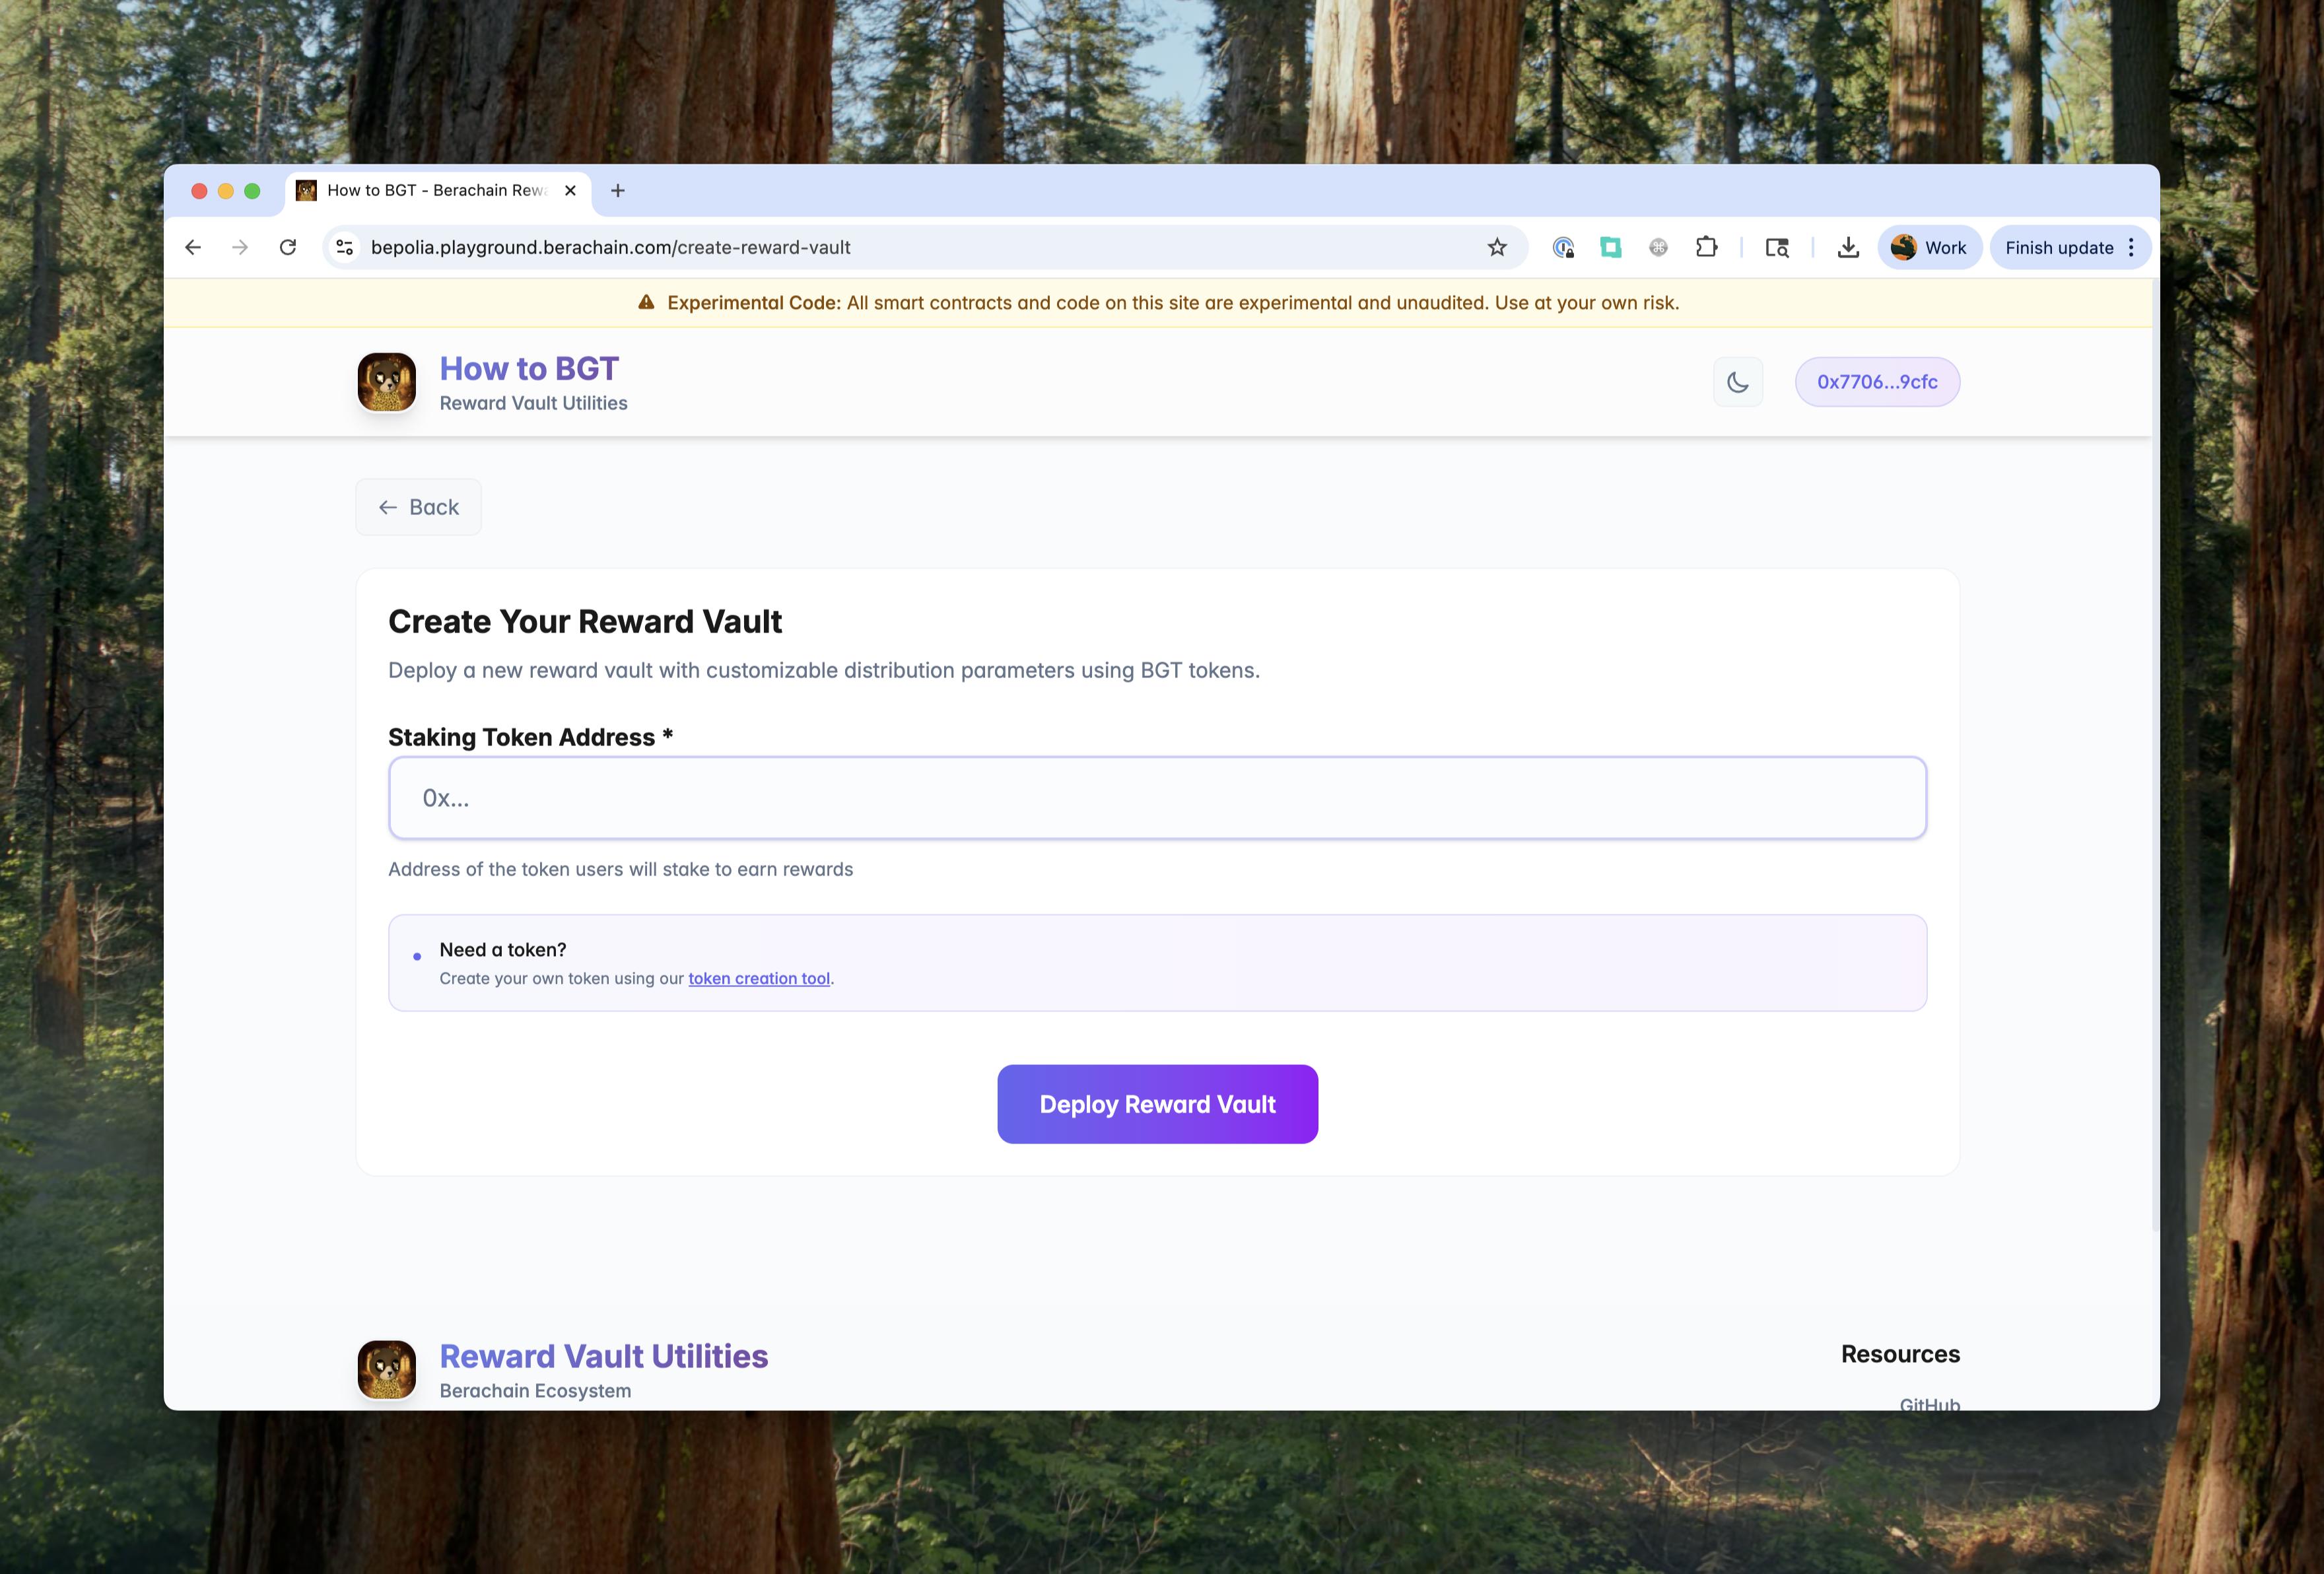 How to BGT - Berachain Rew
bepolia.playground.berachain.com/create-reward-vault
Work
Finish update
Experimental Code: All smart contracts and code on this site are experimental and unaudited. Use at your own risk.
How to BGT
Reward Vault Utilities
0x7706...9cfc
Back
Create Your Reward Vault
Deploy a new reward vault with customizable distribution parameters using BGT tokens.
Staking Token Address *
0x...
Address of the token users will stake to earn rewards
Need a token?
Create your own token using our token creation tool.
Deploy Reward Vault
Reward Vault Utilities
Berachain Ecosystem
Resources
GitHub